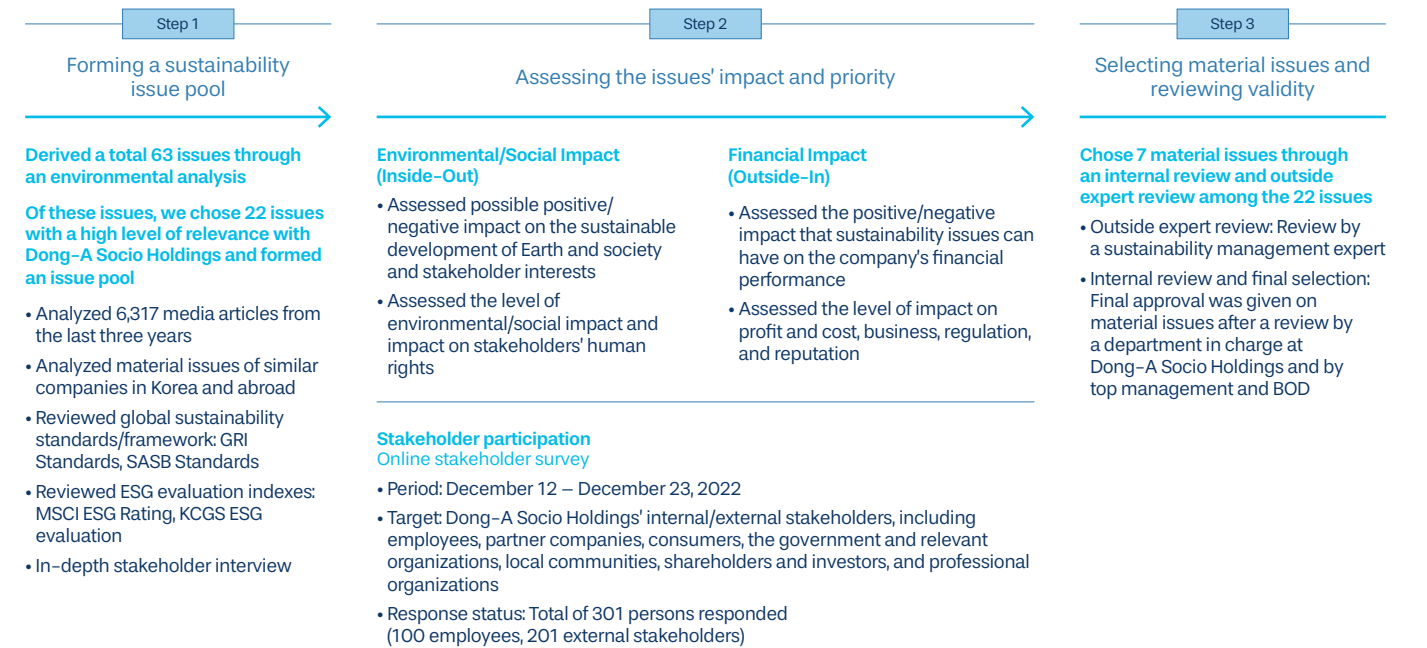 Step 1
Forming a sustainability
issue pool
Derived a total 63 issues through
an environmental analysis
Of these issues, we chose 22 issues
with a high level of relevance with
Dong-A Socio Holdings and formed
an issue pool
• Analyzed 6,317 media articles from
the last three years
• Analyzed material issues of similar
companies in Korea and abroad
• Reviewed global sustainability
standards/framework: GRI
Standards, SASB Standards
• Reviewed ESG evaluation indexes:
MSCI ESG Rating, KCGS ESG
evaluation
• In-depth stakeholder interview
Step 2
Assessing the issues' impact and priority
Environmental/Social Impact
(Inside-Out)
• Assessed possible positive/
negative impact on the sustainable
development of Earth and society
and stakeholder interests
• Assessed the level of
environmental/social impact and
impact on stakeholders' human
rights
Financial Impact
(Outside-In)
• Assessed the positive/negative
impact that sustainability issues can
have on the company's financial
performance
• Assessed the level of impact on
profit and cost, business, regulation,
and reputation
Stakeholder participation
Online stakeholder survey
• Period: December 12 – December 23, 2022
• Target: Dong-A Socio Holdings' internal/external stakeholders, including
employees, partner companies, consumers, the government and relevant
organizations, local communities, shareholders and investors, and professional
organizations
• Response status: Total of 301 persons responded
(100 employees, 201 external stakeholders)
Step 3
Selecting material issues and
reviewing validity
Chose 7 material issues through
an internal review and outside
expert review among the 22 issues
• Outside expert review: Review by
a sustainability management expert
• Internal review and final selection:
Final approval was given on
material issues after a review by
a department in charge at
Dong-A Socio Holdings and by
top management and BOD